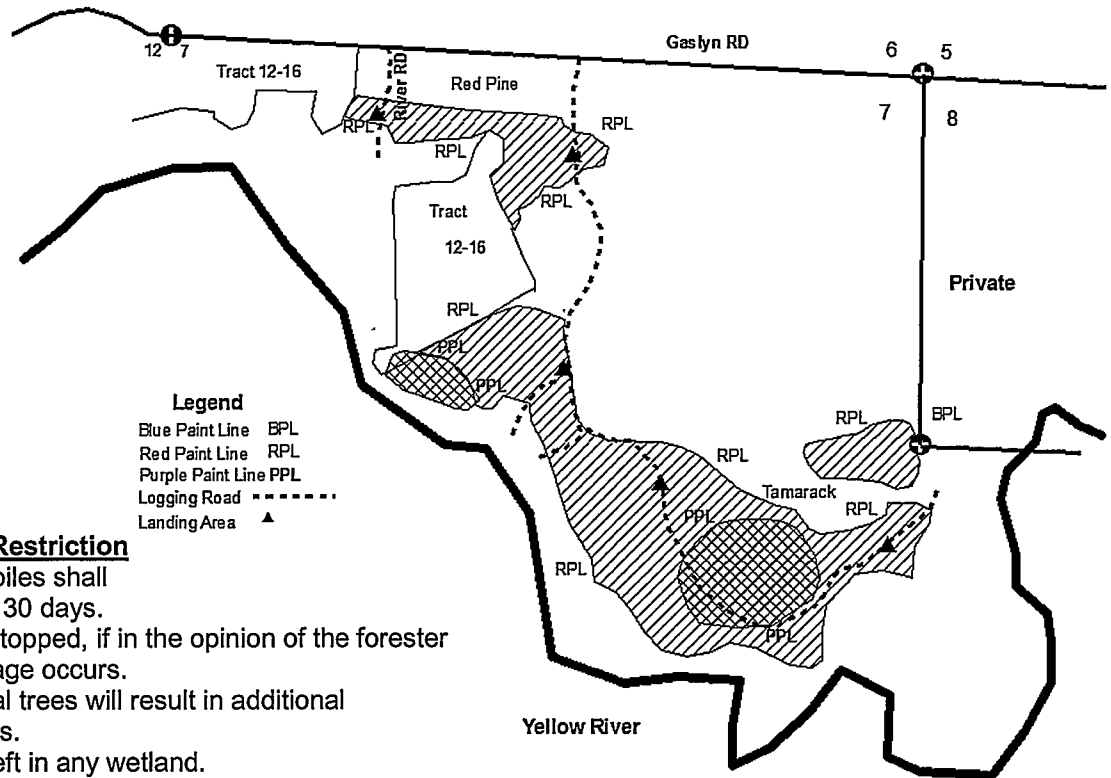 Gaslyn RD
12 7
6 5
7 8
Tract 12-16
River RD
Red Pine
RPL
RPL
RPL
RPL
Tract
12-16
Private
RPL
PPL
PPL
Legend
Blue Paint Line BPL
Red Paint Line RPL
Purple Paint Line PPL
Logging Road
Landing Area
RPL
BPL
RPL
Tamarack
RPL
PPL
RPL
PPL
Yellow River
Restriction
piles shall
30 days.
topped, if in the opinion of the forester
age occurs.
al trees will result in additional
s.
eft in any wetland.